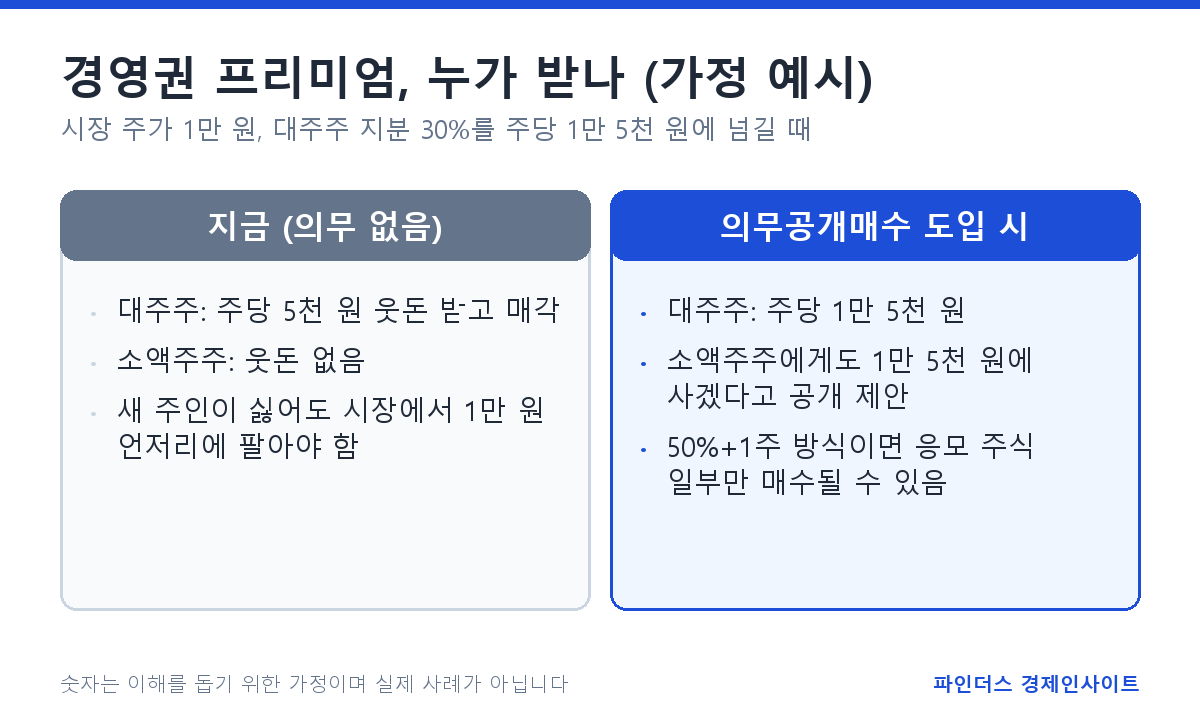 경영권 프리미엄, 누가 받나 (가정 예시)
시장 주가 1만 원, 대주주 지분 30%를 주당 1만 5천 원에 넘길 때
지금 (의무 없음)
· 대주주: 주당 5천 원 웃돈 받고 매각
· 소액주주: 웃돈 없음
· 새 주인이 싫어도 시장에서 1만 원
언저리에 팔아야 함
의무공개매수 도입 시
· 대주주: 주당 1만 5천 원
· 소액주주에게도 1만 5천 원에
사겠다고 공개 제안
· 50%+1주 방식이면 응모 주식
일부만 매수될 수 있음
숫자는 이해를 돕기 위한 가정이며 실제 사례가 아닙니다
파인더스 경제인사이트